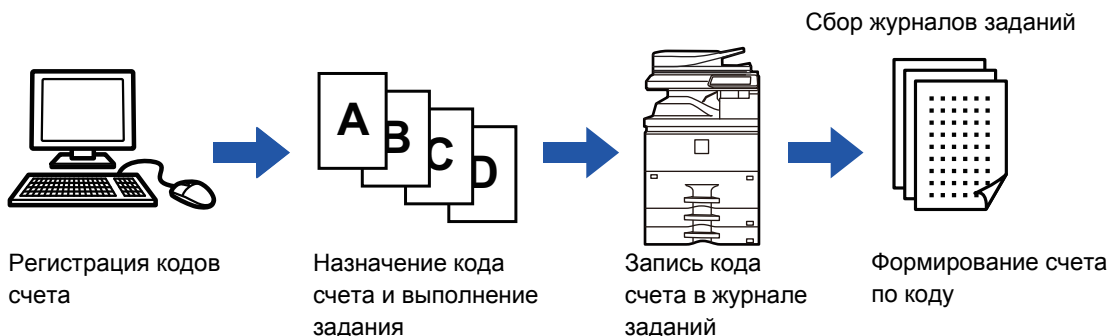 Сбор журналов заданий
A
B
C
D
Регистрация кодов
счета
Назначение кода
счета и выполнение
задания
Запись кода
счета в журнале
заданий
Формирование счета
по коду